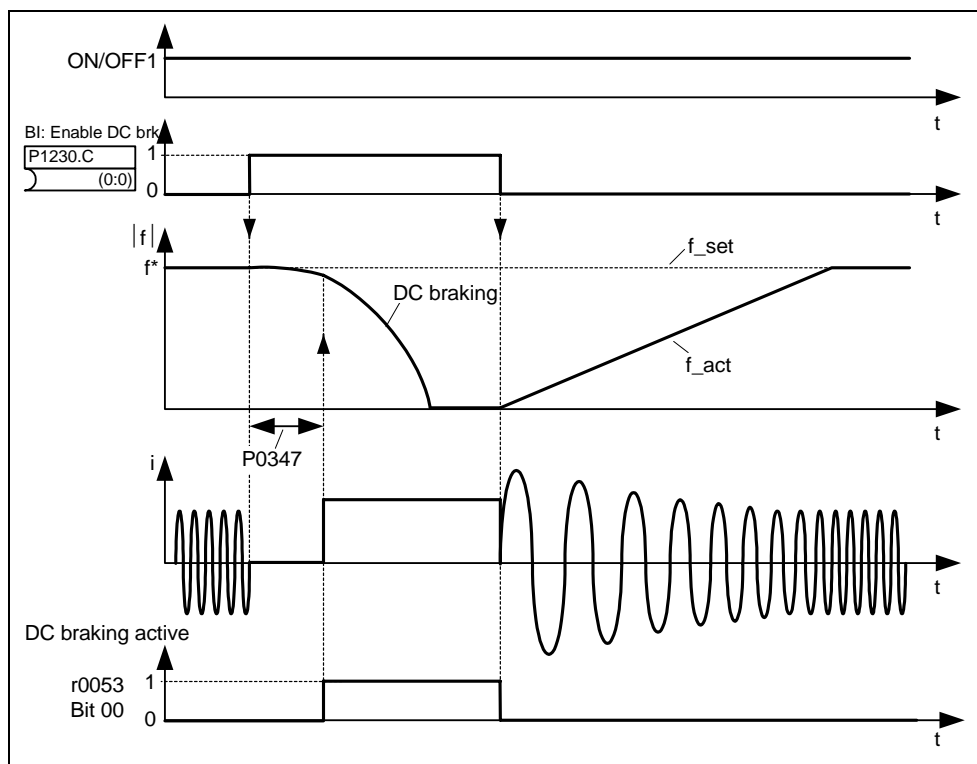 ON/OFF1
t
BI: Enable DC brk
P1230.C
(0:0)
1
0
t
|f|
f*
f_set
DC braking
f_act
t
P0347
i
t
DC braking active
r0053
Bit 00
1
0
t